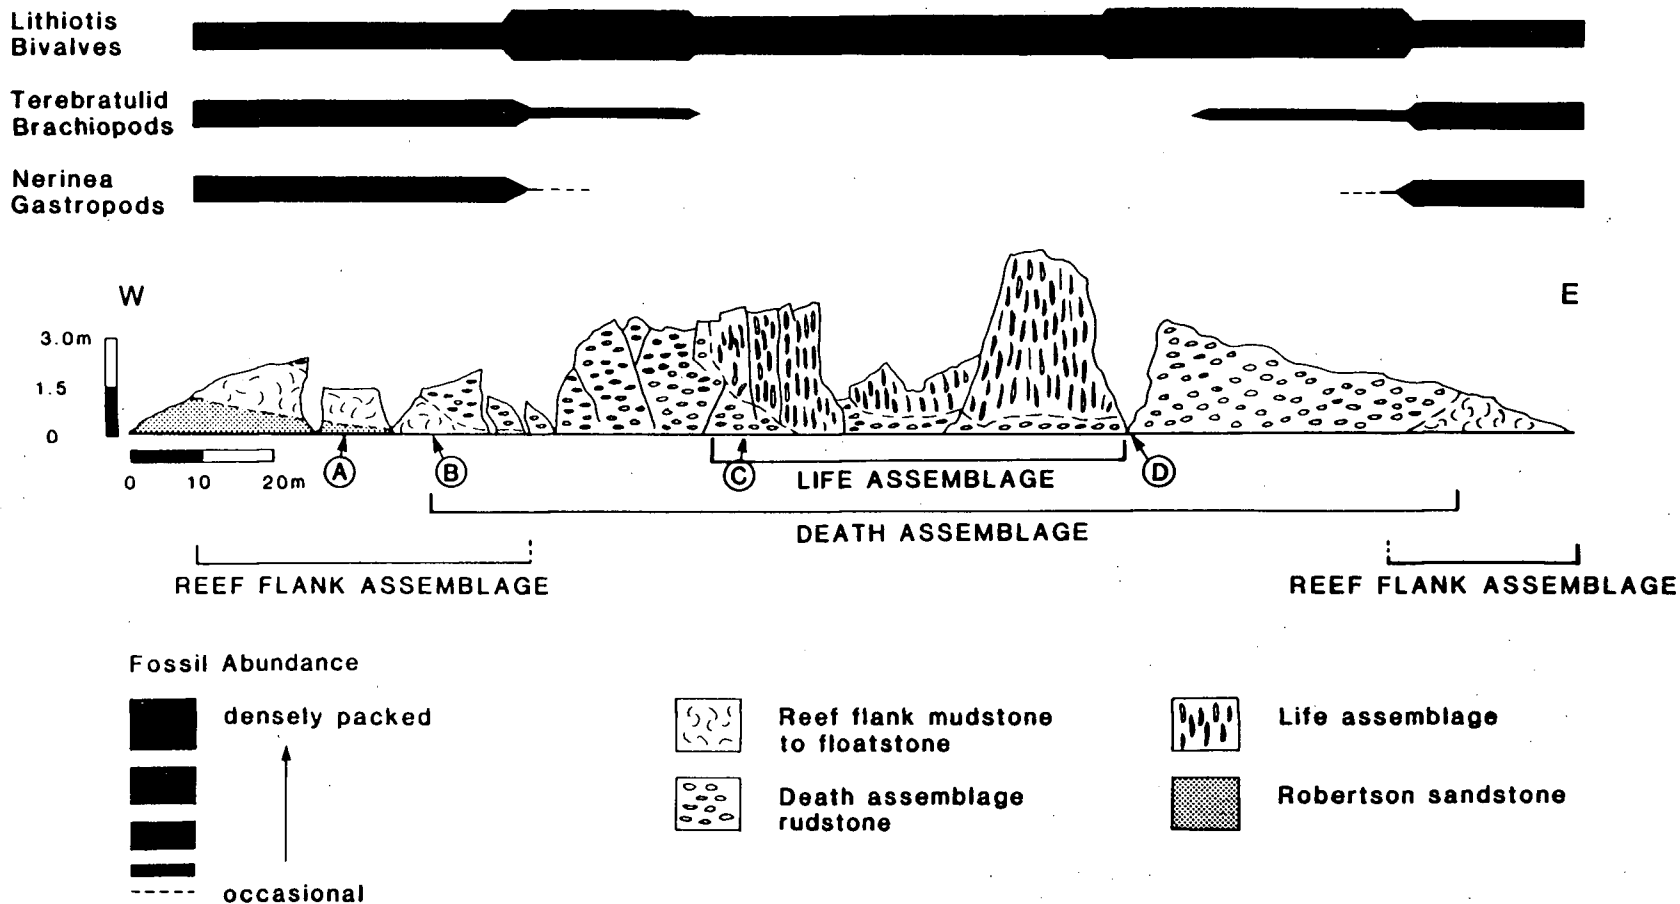 Lithiotis
Bivalves
Terebratulid
Brachiopods
Nerinea
Gastropods
W
E
3.0m
1.5
0
0 10 20m
A
B
C
D
LIFE ASSEMBLAGE
DEATH ASSEMBLAGE
REEF FLANK ASSEMBLAGE
REEF FLANK ASSEMBLAGE
Fossil Abundance
densely packed
occasional
Reef flank mudstone
to floatstone
Death assemblage
rudstone
Life assemblage
Robertson sandstone